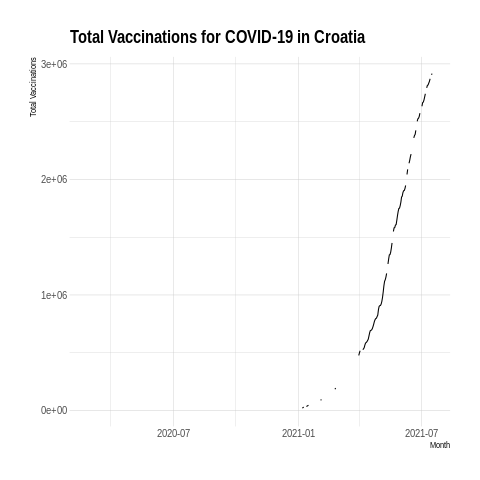 Total Vaccinations for COVID-19 in Croatia
Total Vaccinations
3e+06
2e+06
1e+06
0e+00
2020-07
2021-01
2021-07
Month